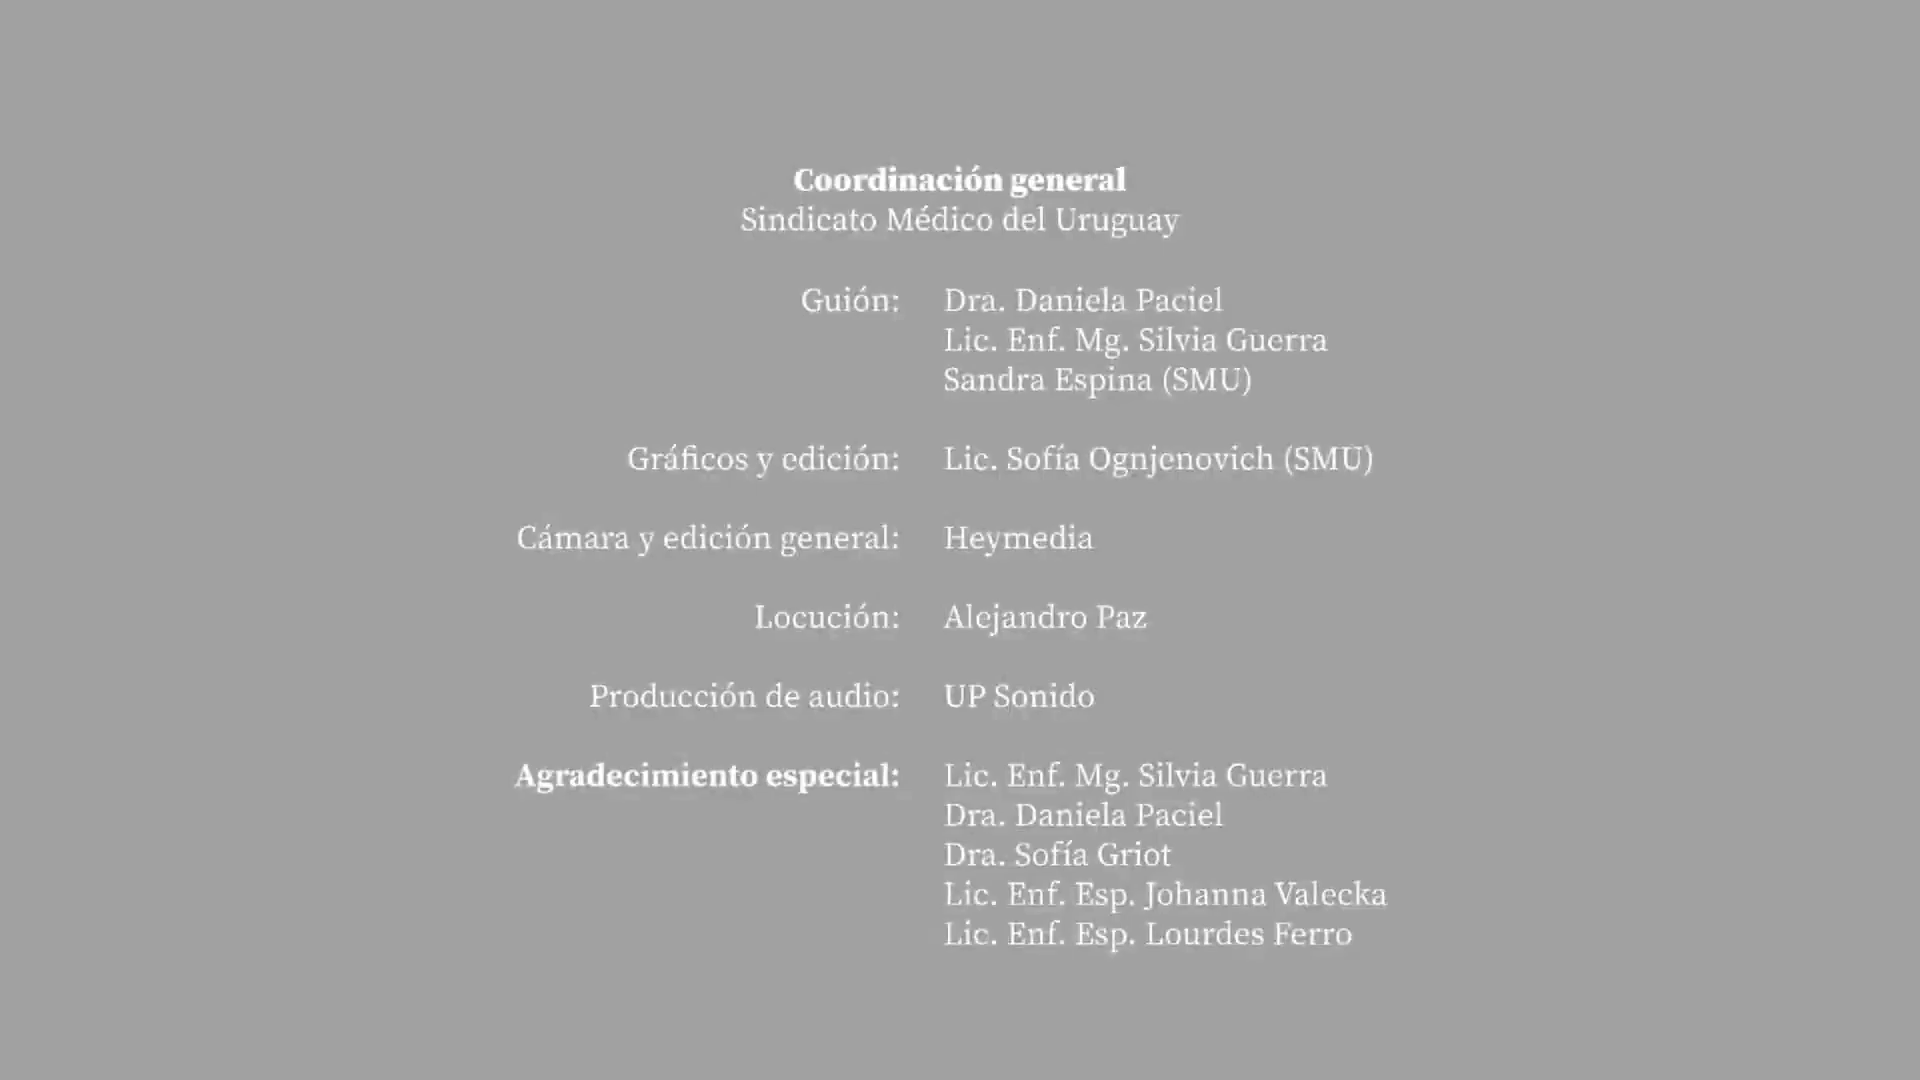 Coordinación general
Sindicato Médico del Uruguay
Guión: Dra. Daniela Paciel
Lic. Enf. Mg. Silvia Guerra
Sandra Espina (SMU)
Gráficos y edición: Lic. Sofía Ognjenovich (SMU)
Cámara y edición general: Heymedia
Locución: Alejandro Paz
Producción de audio: UP Sonido
Agradecimiento especial: Lic. Enf. Mg. Silvia Guerra
Dra. Daniela Paciel
Dra. Sofía Griot
Lic. Enf. Esp. Johanna Valecka
Lic. Enf. Esp. Lourdes Ferro